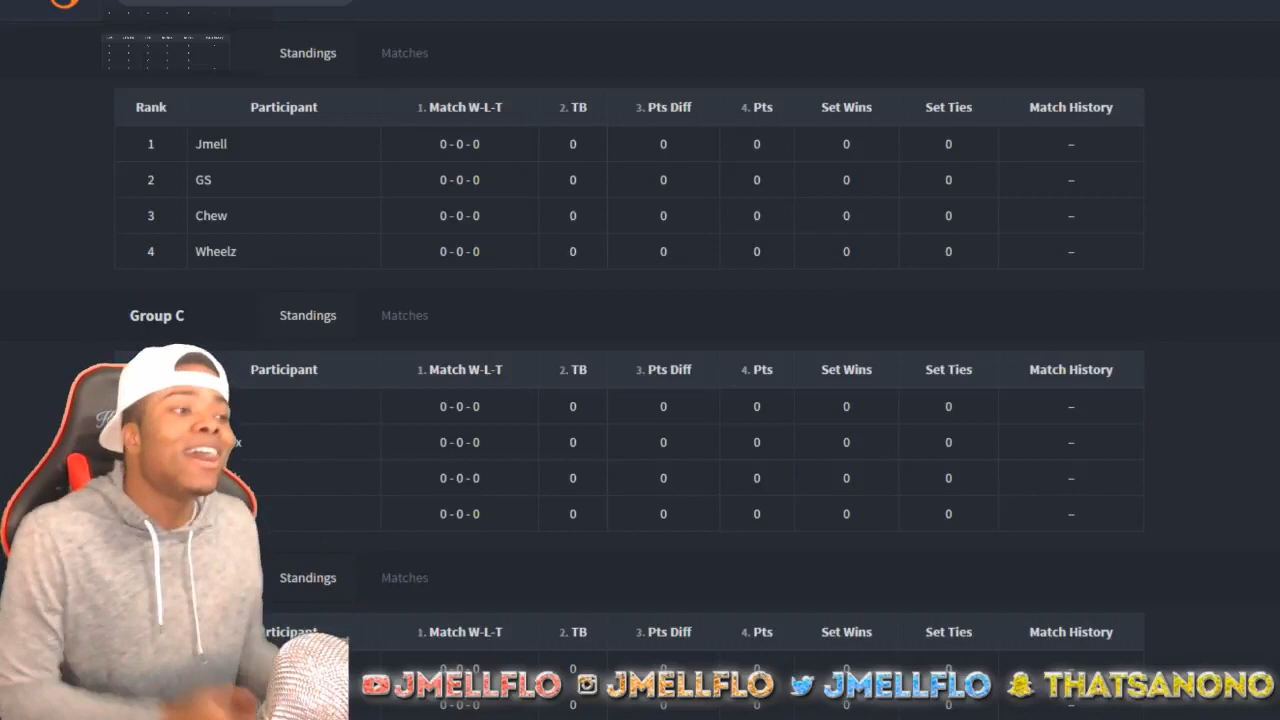 Standings Matches
Rank Participant 1. Match W-L-T 2. TB 3. Pts Diff 4. Pts Set Wins Set Ties Match History
1 Jmell 0 - 0 - 0 0 0 0 0 0 –
2 GS 0 - 0 - 0 0 0 0 0 0 –
3 Chew 0 - 0 - 0 0 0 0 0 0 –
4 Wheelz 0 - 0 - 0 0 0 0 0 0 –
Group C Standings Matches
Participant 1. Match W-L-T 2. TB 3. Pts Diff 4. Pts Set Wins Set Ties Match History
0 - 0 - 0 0 0 0 0 0 –
x 0 - 0 - 0 0 0 0 0 0 –
0 - 0 - 0 0 0 0 0 0 –
0 - 0 - 0 0 0 0 0 0 –
Standings Matches
rticipant 1. Match W-L-T 2. TB 3. Pts Diff 4. Pts Set Wins Set Ties Match History
JMELLFLO JMELLFLO JMELLFLO THATSANONO